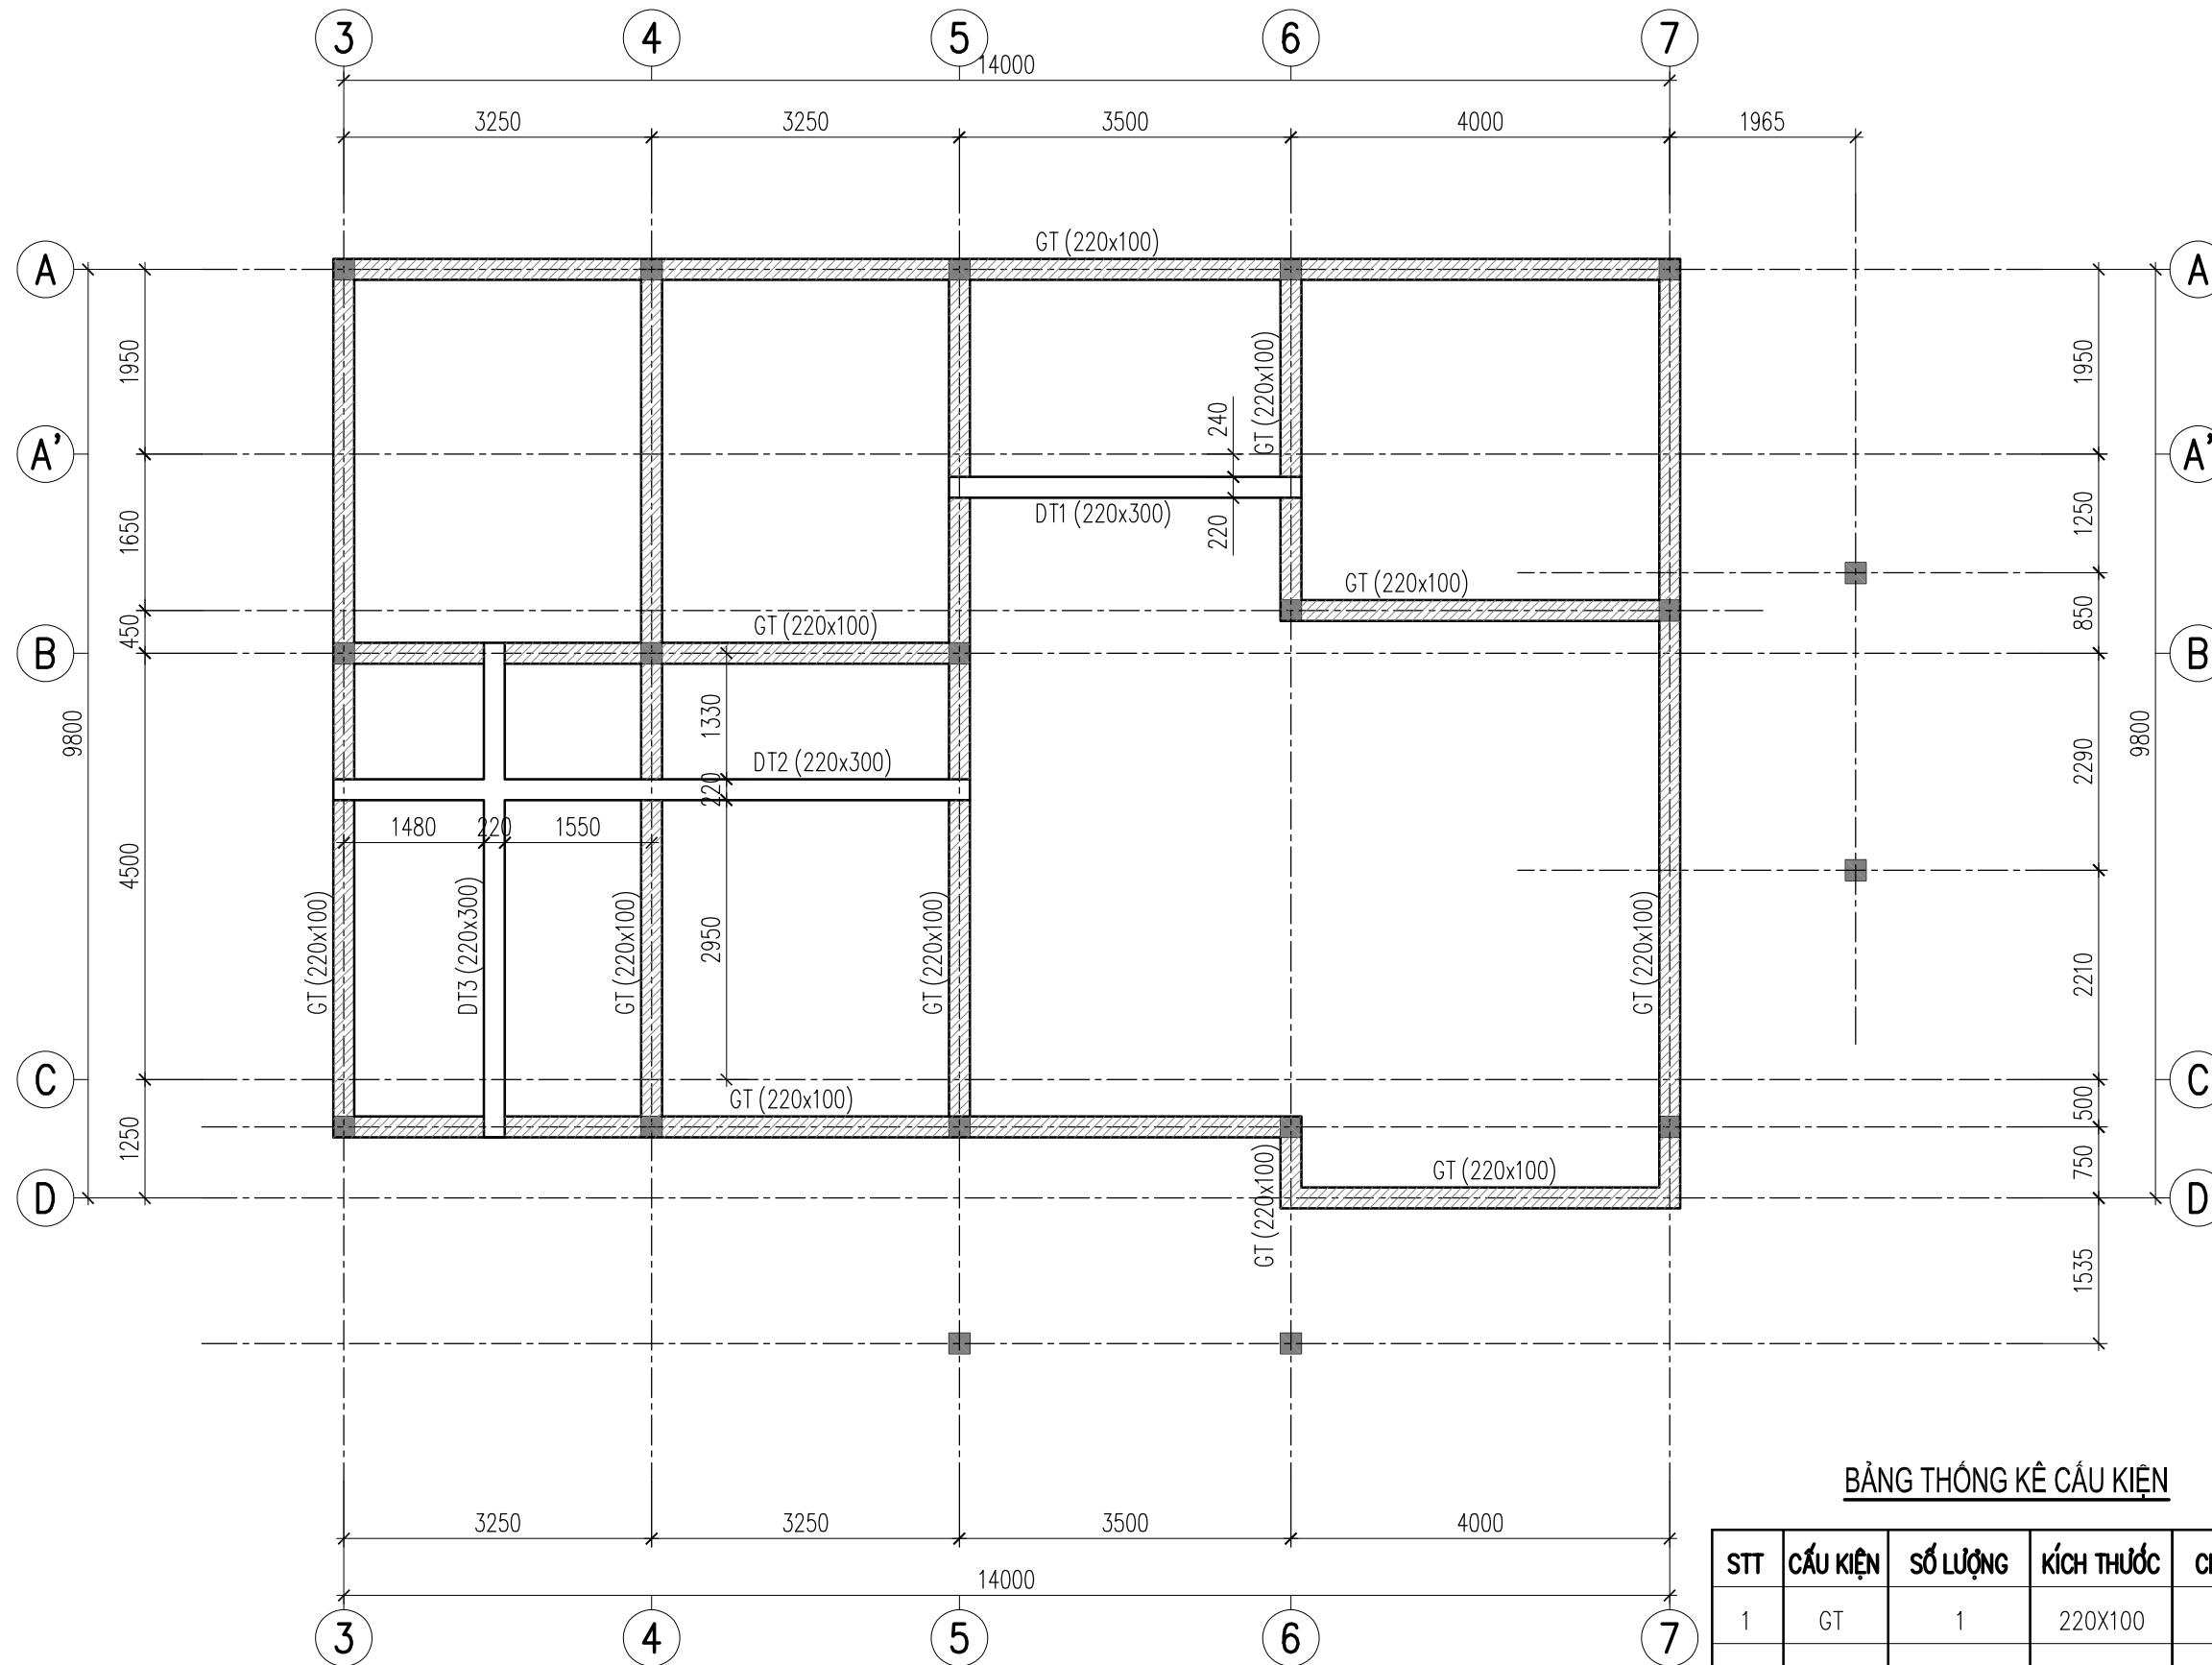 3 4 5 6 7
14000
3250 3250 3500 4000 1965
GT (220x100)
A A
1950 1950
GT (220x100)
240
A' A'
DT1 (220x300)
220
1650 1250
GT (220x100)
450 850
GT (220x100)
B B
9800 9800
1330
2290
DT2 (220x300)
220
1480 220 1550
4500
GT (220x100)
DT3 (220x300)
GT (220x100)
2950
GT (220x100)
GT (220x100)
2210
C C
GT (220x100)
500
1250
GT (220x100)
GT (220x100)
750
D D
1535
3250 3250 3500 4000
14000
3 4 5 6 7
BẢNG THỐNG KÊ CẤU KIỆN
STT CẤU KIỆN SỐ LƯỢNG KÍCH THƯỚC
1 GT 1 220X100